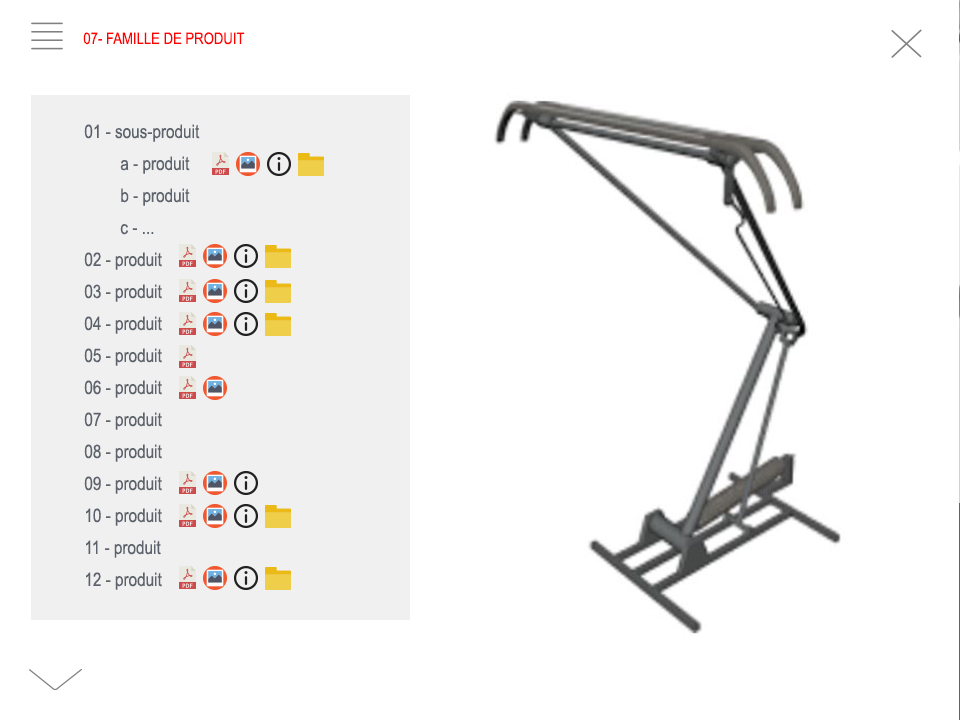 07- FAMILLE DE PRODUIT
01 - sous-produit
a - produit PDF
b - produit
c - ...
02 - produit PDF
03 - produit PDF
04 - produit PDF
05 - produit PDF
06 - produit PDF
07 - produit
08 - produit
09 - produit PDF
10 - produit PDF
11 - produit
12 - produit PDF